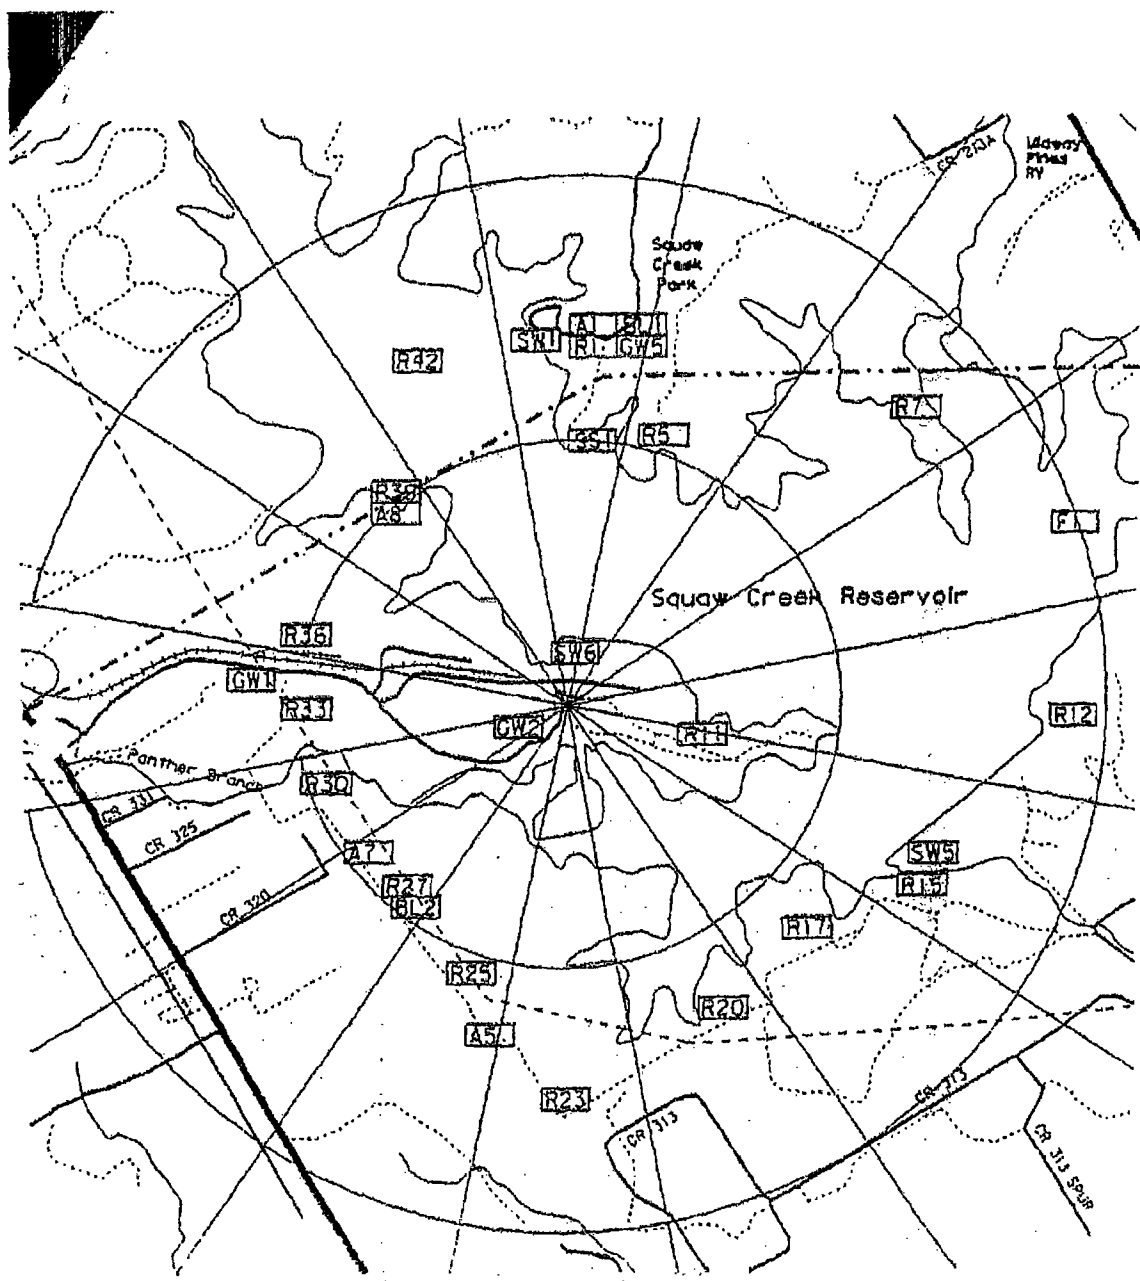 CR 213A
Midway
Pines
RV
Squaw
Creek
Park
SW1
A1 BL1
R1 GW5
R42
R7
SS1
R5
R39
A8
F1
Squaw Creek Reservoir
R36
SW6
GW1
R33
GW2
R11
R12
Panther Branch
R30
CR 331
CR 325
A7
SW5
R15
R27
BL2
CR 320
R17
R25
R20
A5
R23
CR 313
CR 313
CR 313 SPUR